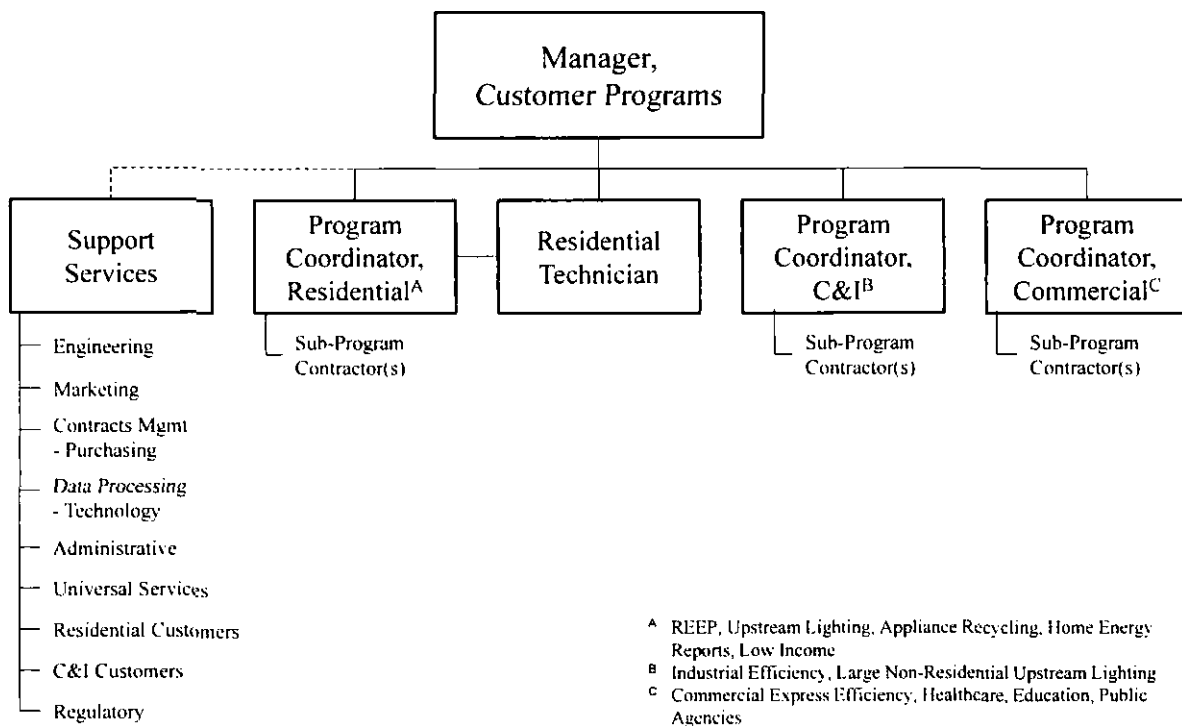 Manager,
Customer Programs
Support
Services
Program
Coordinator,
Residential^A
Residential
Technician
Program
Coordinator,
C&I^B
Program
Coordinator,
Commercial^C
Engineering
Marketing
Contracts Mgmt
- Purchasing
Data Processing
- Technology
Administrative
Universal Services
Residential Customers
C&I Customers
Regulatory
Sub-Program
Contractor(s)
Sub-Program
Contractor(s)
Sub-Program
Contractor(s)
A REEP, Upstream Lighting, Appliance Recycling, Home Energy
Reports, Low Income
B Industrial Efficiency, Large Non-Residential Upstream Lighting
C Commercial Express Efficiency, Healthcare, Education, Public
Agencies